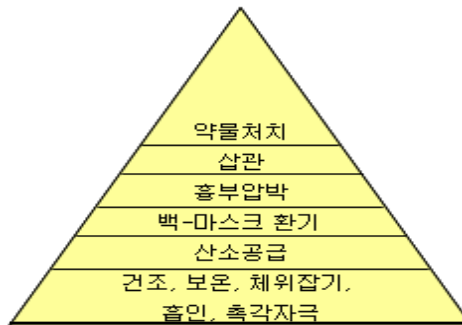 약물처치
삽관
흉부압박
백-마스크 환기
산소공급
건조, 보온, 체위잡기,
흡인, 촉각자극